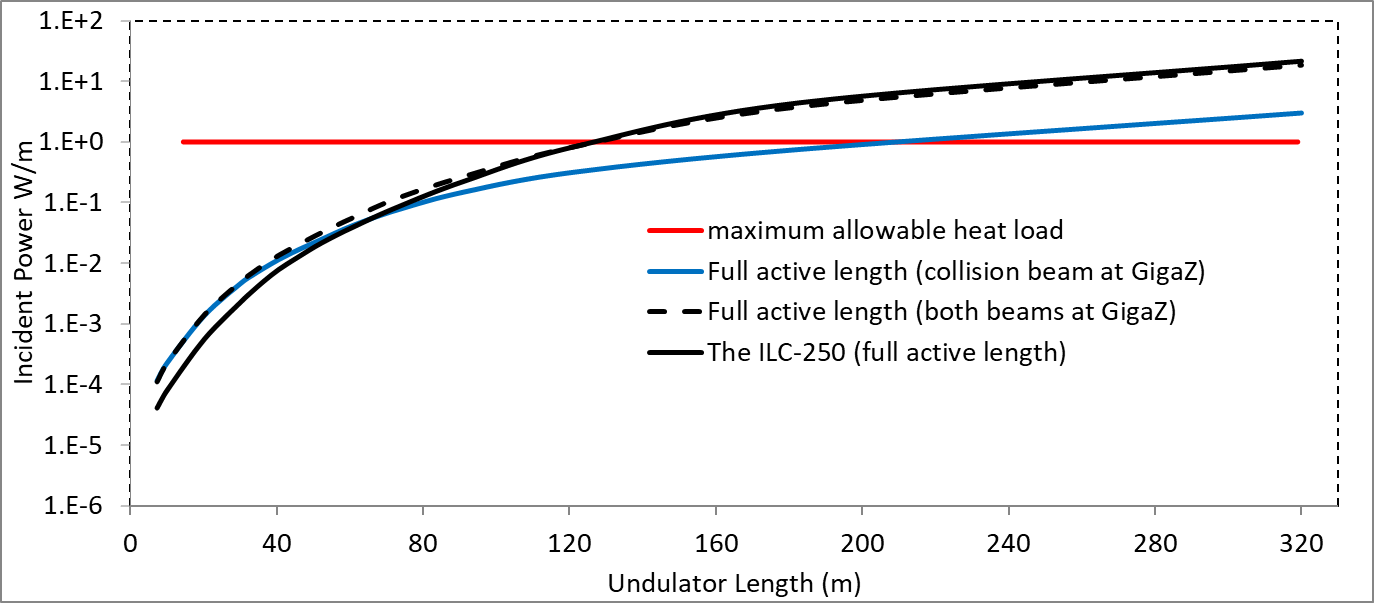 1.E+2
1.E+1
1.E+0
1.E-1
1.E-2
1.E-3
1.E-4
1.E-5
1.E-6
Incident Power W/m
maximum allowable heat load
Full active length (collision beam at GigaZ)
Full active length (both beams at GigaZ)
The ILC-250 (full active length)
0 40 80 120 160 200 240 280 320
Undulator Length (m)